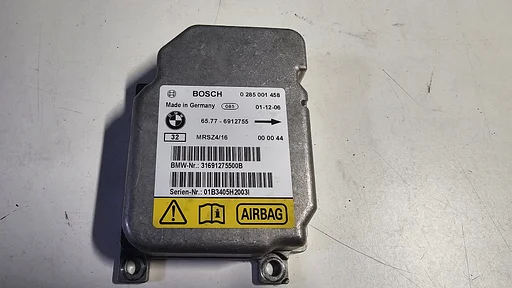 BOSCH 0 285 001 458
Made in Germany 085 01-12-06
65.77 - 6912755
32 MRSZ4/16 00 00 44
BMW-Nr.: 31691275500B
Serien-Nr.: 01B3405H2003I
AIRBAG